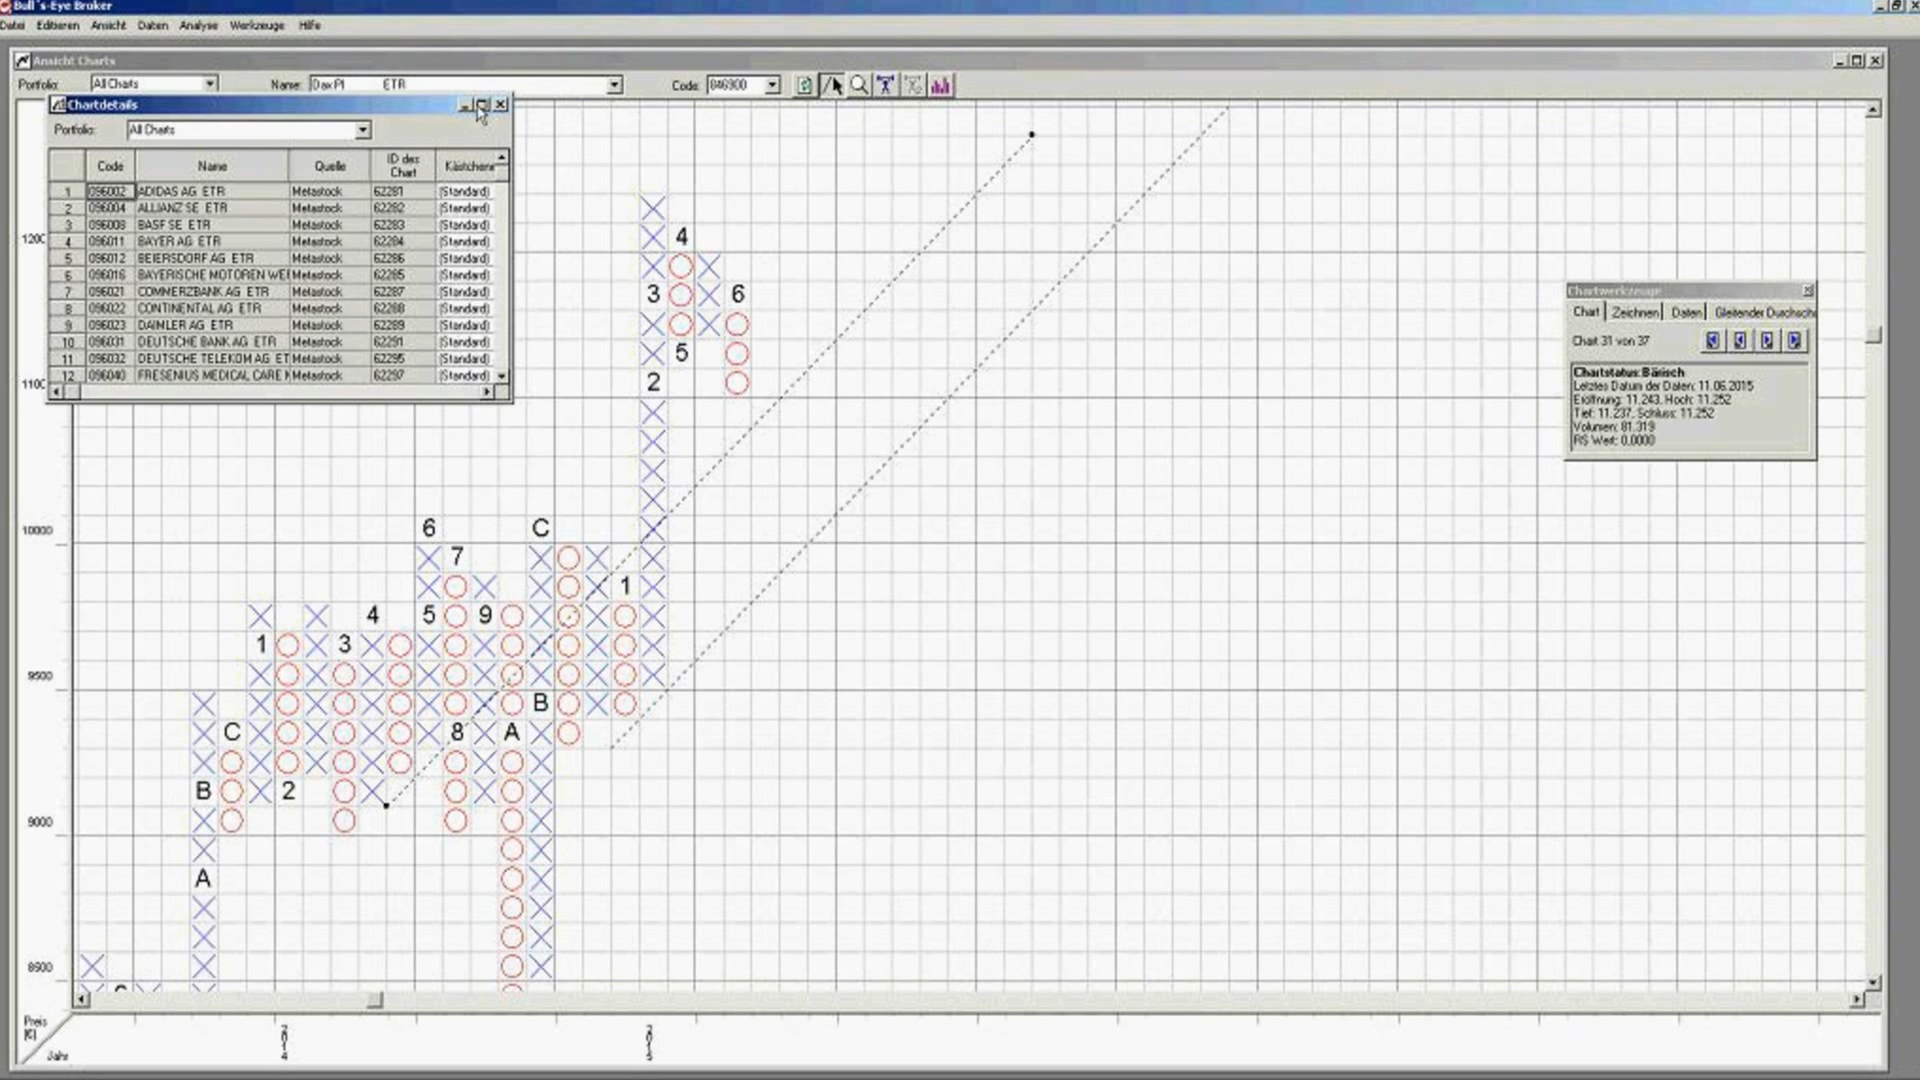 Bull´s-Eye Broker
Datei Editieren Ansicht Daten Analyse Werkzeuge Hilfe
Ansicht Charts
Portfolio: All Charts Name: Dax PI ETR Code: 846900
Chartdetails
Portfolio: All Charts
Code Name Quelle ID des Chart
1 096002 ADIDAS AG ETR Metastock 62281 (Standard)
2 096004 ALLIANZ SE ETR Metastock 62282 (Standard)
3 096008 BASF SE ETR Metastock 62283 (Standard)
4 096011 BAYER AG ETR Metastock 62284 (Standard)
5 096012 BEIERSDORF AG ETR Metastock 62286 (Standard)
6 096016 BAYERISCHE MOTOREN WE Metastock 62285 (Standard)
7 096021 COMMERZBANK AG ETR Metastock 62287 (Standard)
8 096022 CONTINENTAL AG ETR Metastock 62288 (Standard)
9 096023 DAIMLER AG ETR Metastock 62289 (Standard)
10 096031 DEUTSCHE BANK AG ETR Metastock 62291 (Standard)
11 096032 DEUTSCHE TELEKOM AG ET Metastock 62295 (Standard)
12 096040 FRESENIUS MEDICAL CARE Metastock 62297 (Standard)
Chartwerkzeuge
Chart Zeichnen Daten Gleitender Durchschn
Chart 31 von 37
Chartstatus: Bärisch
Letztes Datum der Daten: 11.06.2015
Eröffnung: 11.243, Hoch: 11.252
Tief: 11.237, Schluss: 11.252
Volumen: 81.319
RS Wert: 0,0000
1200
4
3 6
5
1100
2
10000
6 C
7
1
4 5 9
1 3
9500
B
C 8 A
B 2
9000
A
8500
Preis
[€]
Jahr
2014
2015